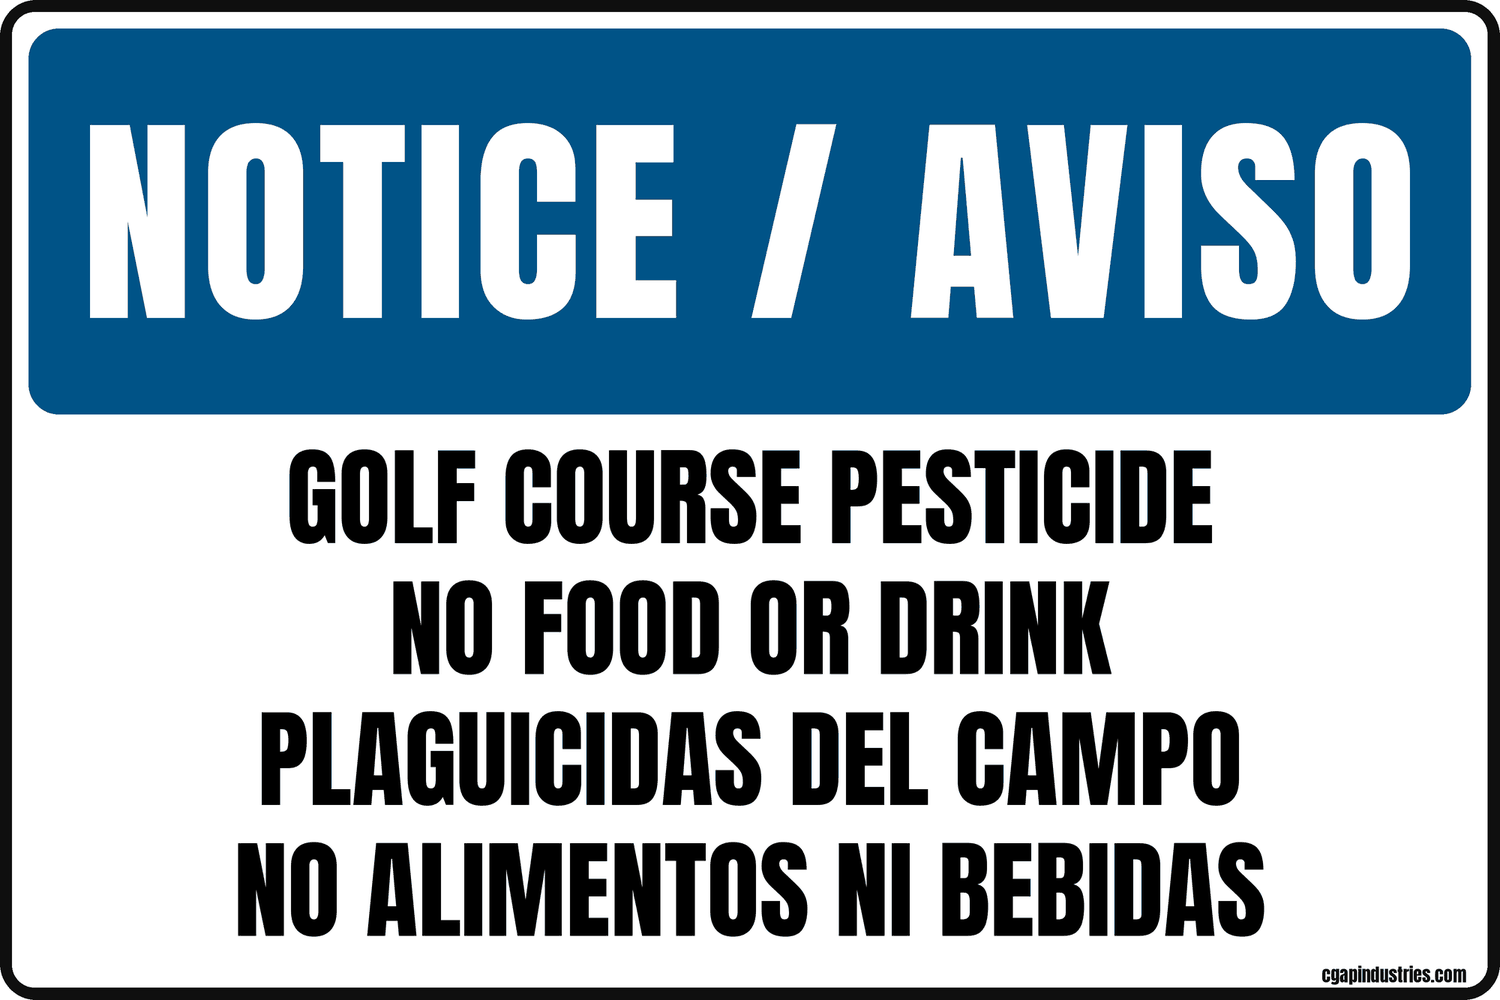 NOTICE / AVISO
GOLF COURSE PESTICIDE
NO FOOD OR DRINK
PLAGUICIDAS DEL CAMPO
NO ALIMENTOS NI BEBIDAS
cgapindustries.com